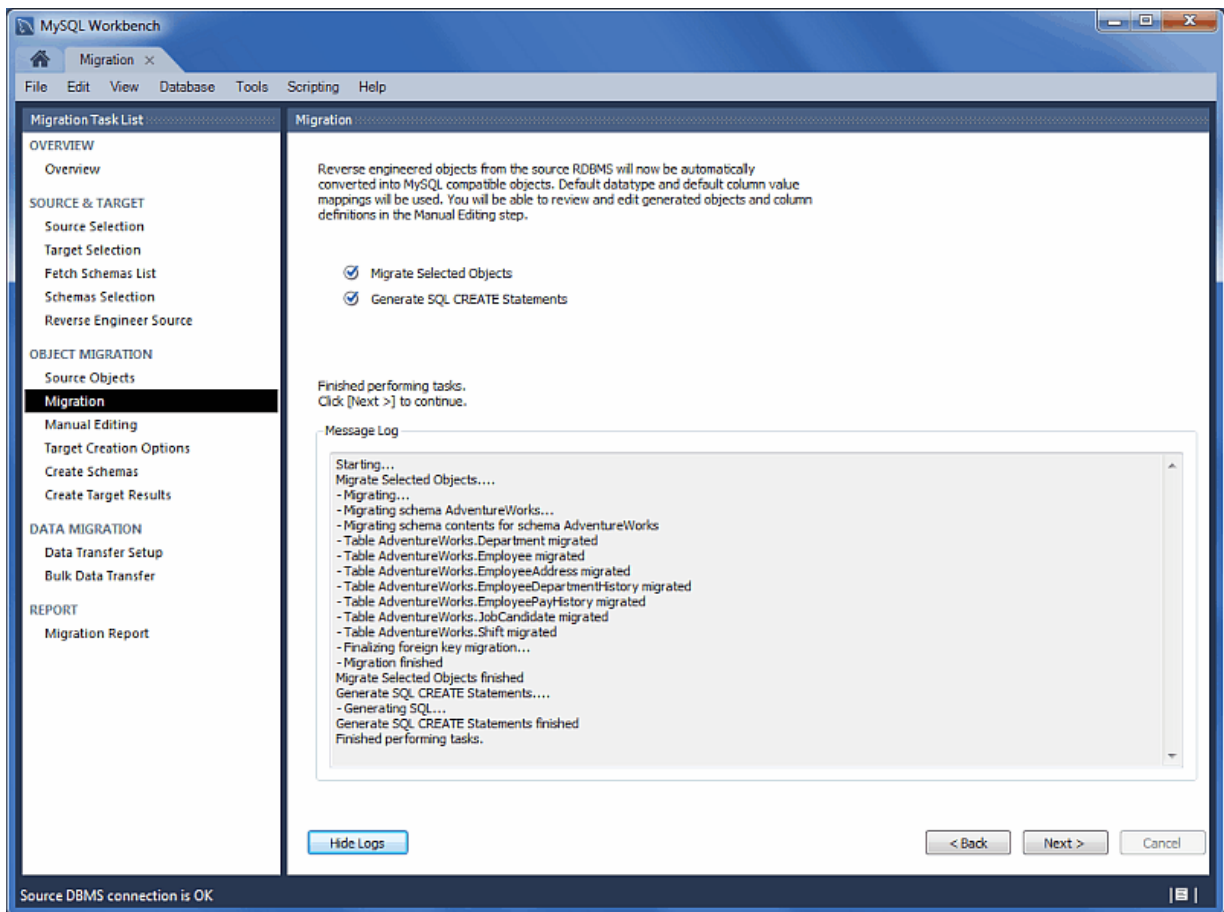 MySQL Workbench
Migration ×
File Edit View Database Tools Scripting Help
Migration Task List
OVERVIEW
Overview
SOURCE & TARGET
Source Selection
Target Selection
Fetch Schemas List
Schemas Selection
Reverse Engineer Source
OBJECT MIGRATION
Source Objects
Migration
Manual Editing
Target Creation Options
Create Schemas
Create Target Results
DATA MIGRATION
Data Transfer Setup
Bulk Data Transfer
REPORT
Migration Report
Migration
Reverse engineered objects from the source RDBMS will now be automatically
converted into MySQL compatible objects. Default datatype and default column value
mappings will be used. You will be able to review and edit generated objects and column
definitions in the Manual Editing step.
Migrate Selected Objects
Generate SQL CREATE Statements
Finished performing tasks.
Click [Next >] to continue.
Message Log
Starting...
Migrate Selected Objects....
- Migrating...
- Migrating schema AdventureWorks...
- Migrating schema contents for schema AdventureWorks
- Table AdventureWorks.Department migrated
- Table AdventureWorks.Employee migrated
- Table AdventureWorks.EmployeeAddress migrated
- Table AdventureWorks.EmployeeDepartmentHistory migrated
- Table AdventureWorks.EmployeePayHistory migrated
- Table AdventureWorks.JobCandidate migrated
- Table AdventureWorks.Shift migrated
- Finalizing foreign key migration...
- Migration finished
Migrate Selected Objects finished
Generate SQL CREATE Statements....
- Generating SQL...
Generate SQL CREATE Statements finished
Finished performing tasks.
Hide Logs
< Back
Next >
Cancel
Source DBMS connection is OK